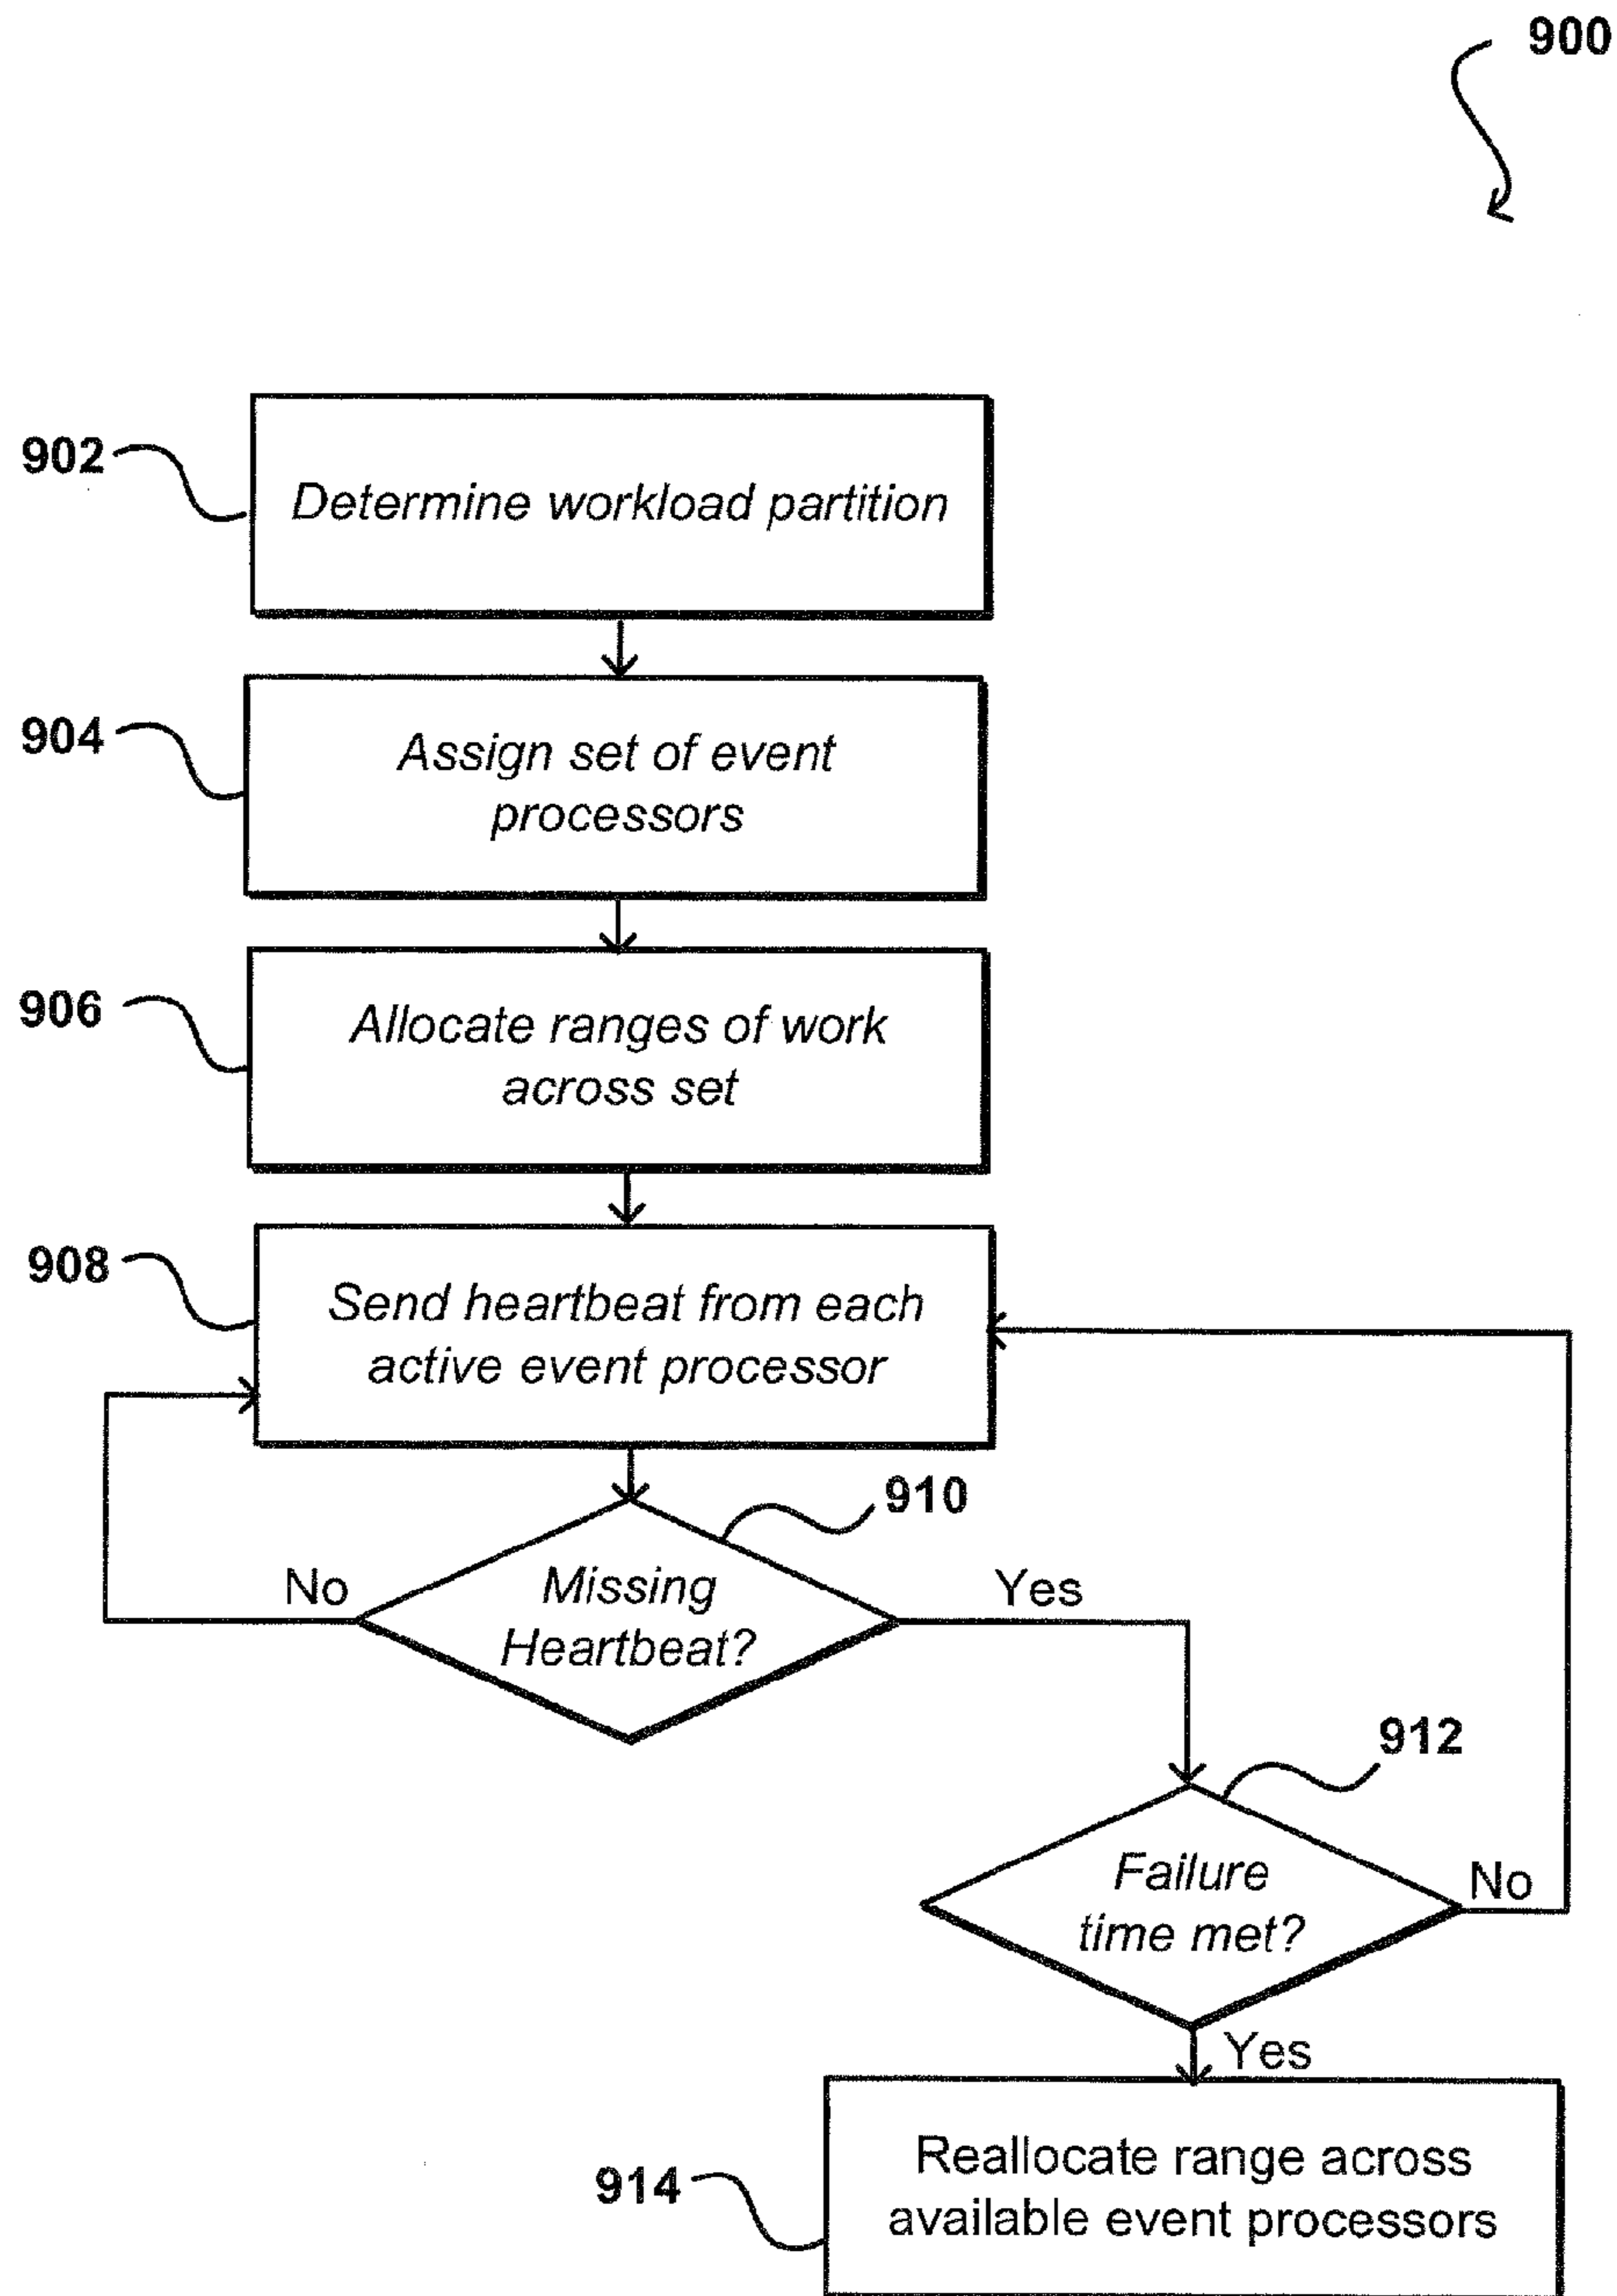 900
902
Determine workload partition
904
Assign set of event
processors
906
Allocate ranges of work
across set
908
Send heartbeat from each
active event processor
910
No
Missing
Heartbeat?
Yes
912
Failure
time met?
No
Yes
914
Reallocate range across
available event processors